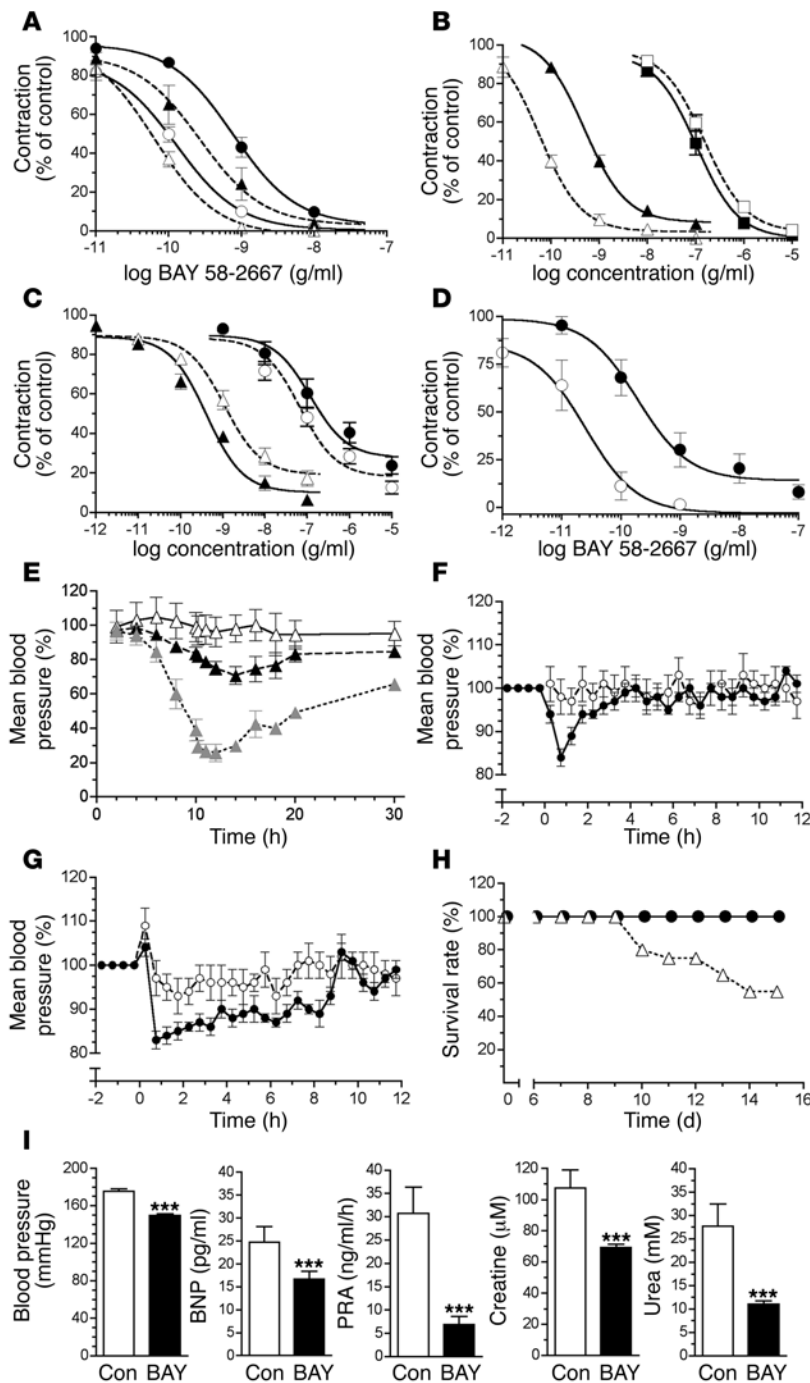 A
Contraction
(% of control)
100
80
60
40
20
0
-11 -10 -9 -8 -7
log BAY 58-2667 (g/ml)
B
Contraction
(% of control)
100
80
60
40
20
0
-11 -10 -9 -8 -7 -6 -5
log concentration (g/ml)
C
Contraction
(% of control)
100
80
60
40
20
0
-12 -11 -10 -9 -8 -7 -6 -5
log concentration (g/ml)
D
Contraction
(% of control)
100
75
50
25
0
-12 -11 -10 -9 -8 -7
log BAY 58-2667 (g/ml)
E
Mean blood
pressure (%)
120
100
80
60
40
20
0
0 10 20 30
Time (h)
F
Mean blood
pressure (%)
120
110
100
90
80
-2 0 2 4 6 8 10 12
Time (h)
G
Mean blood
pressure (%)
120
110
100
90
80
-2 0 2 4 6 8 10 12
Time (h)
H
Survival rate (%)
120
100
80
60
40
20
0 6 8 10 12 14 16
Time (d)
I
Blood pressure
(mmHg)
200
160
120
80
40
0
***
Con BAY
BNP (pg/ml)
40
35
30
25
20
15
10
5
0
***
Con BAY
PRA (ng/ml/h)
40
30
20
10
0
***
Con BAY
Creatine (µM)
120
100
80
60
40
20
0
***
Con BAY
Urea (mM)
40
35
30
25
20
15
10
5
0
***
Con BAY